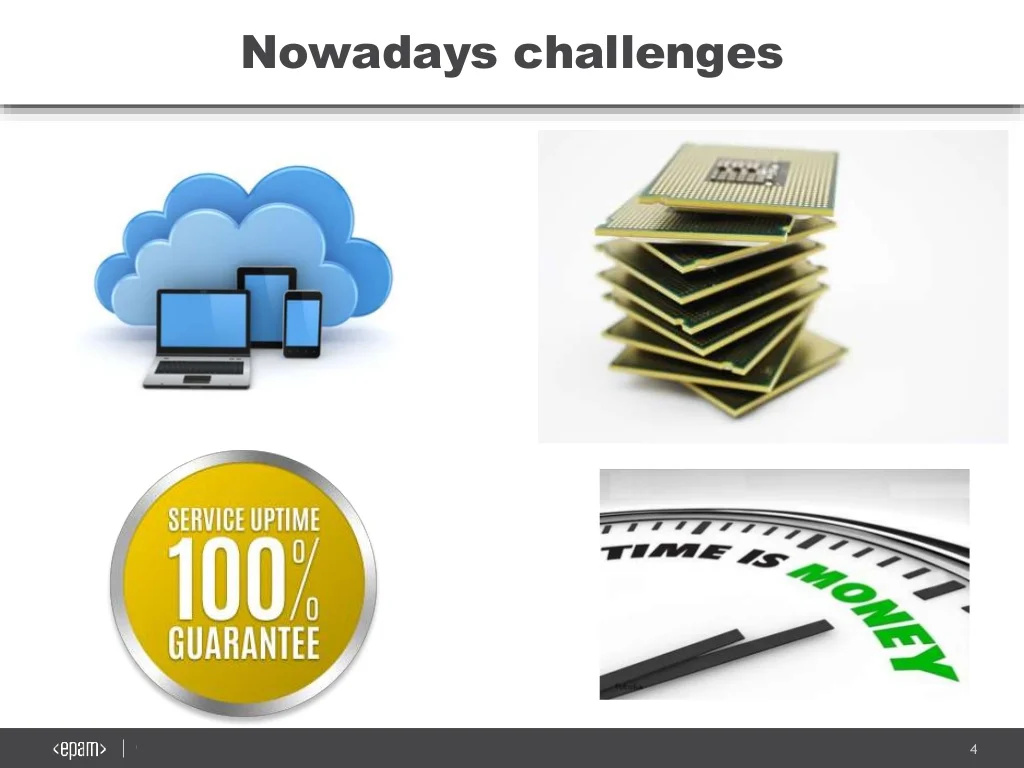 Nowadays challenges
SERVICE UPTIME
100%
GUARANTEE
TIME IS MONEY
<epam>
4